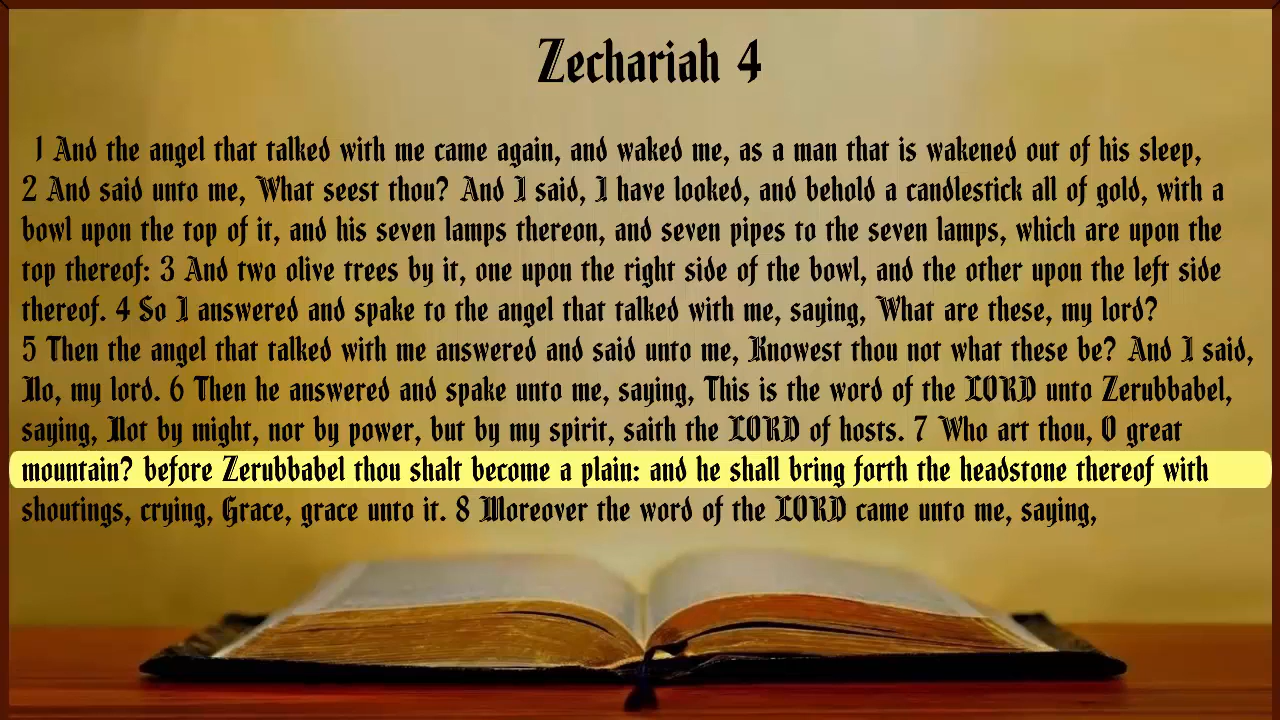 Zechariah 4
1 And the angel that talked with me came again, and waked me, as a man that is wakened out of his sleep,
2 And said unto me, What seest thou? And I said, I have looked, and behold a candlestick all of gold, with a
bowl upon the top of it, and his seven lamps thereon, and seven pipes to the seven lamps, which are upon the
top thereof: 3 And two olive trees by it, one upon the right side of the bowl, and the other upon the left side
thereof. 4 So I answered and spake to the angel that talked with me, saying, What are these, my lord?
5 Then the angel that talked with me answered and said unto me, Knowest thou not what these be? And I said,
No, my lord. 6 Then he answered and spake unto me, saying, This is the word of the LORD unto Zerubbabel,
saying, Not by might, nor by power, but by my spirit, saith the LORD of hosts. 7 Who art thou, O great
mountain? before Zerubbabel thou shalt become a plain: and he shall bring forth the headstone thereof with
shoutings, crying, Grace, grace unto it. 8 Moreover the word of the LORD came unto me, saying,